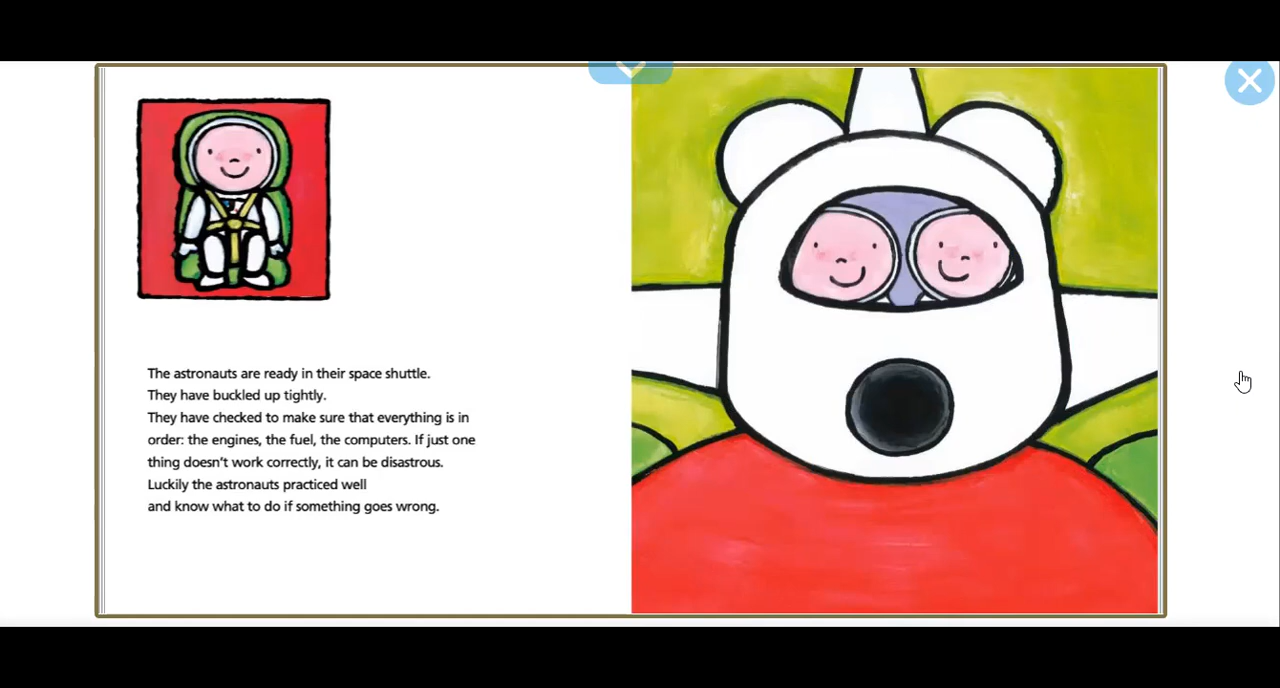 The astronauts are ready in their space shuttle.
They have buckled up tightly.
They have checked to make sure that everything is in
order: the engines, the fuel, the computers. If just one
thing doesn't work correctly, it can be disastrous.
Luckily the astronauts practiced well
and know what to do if something goes wrong.